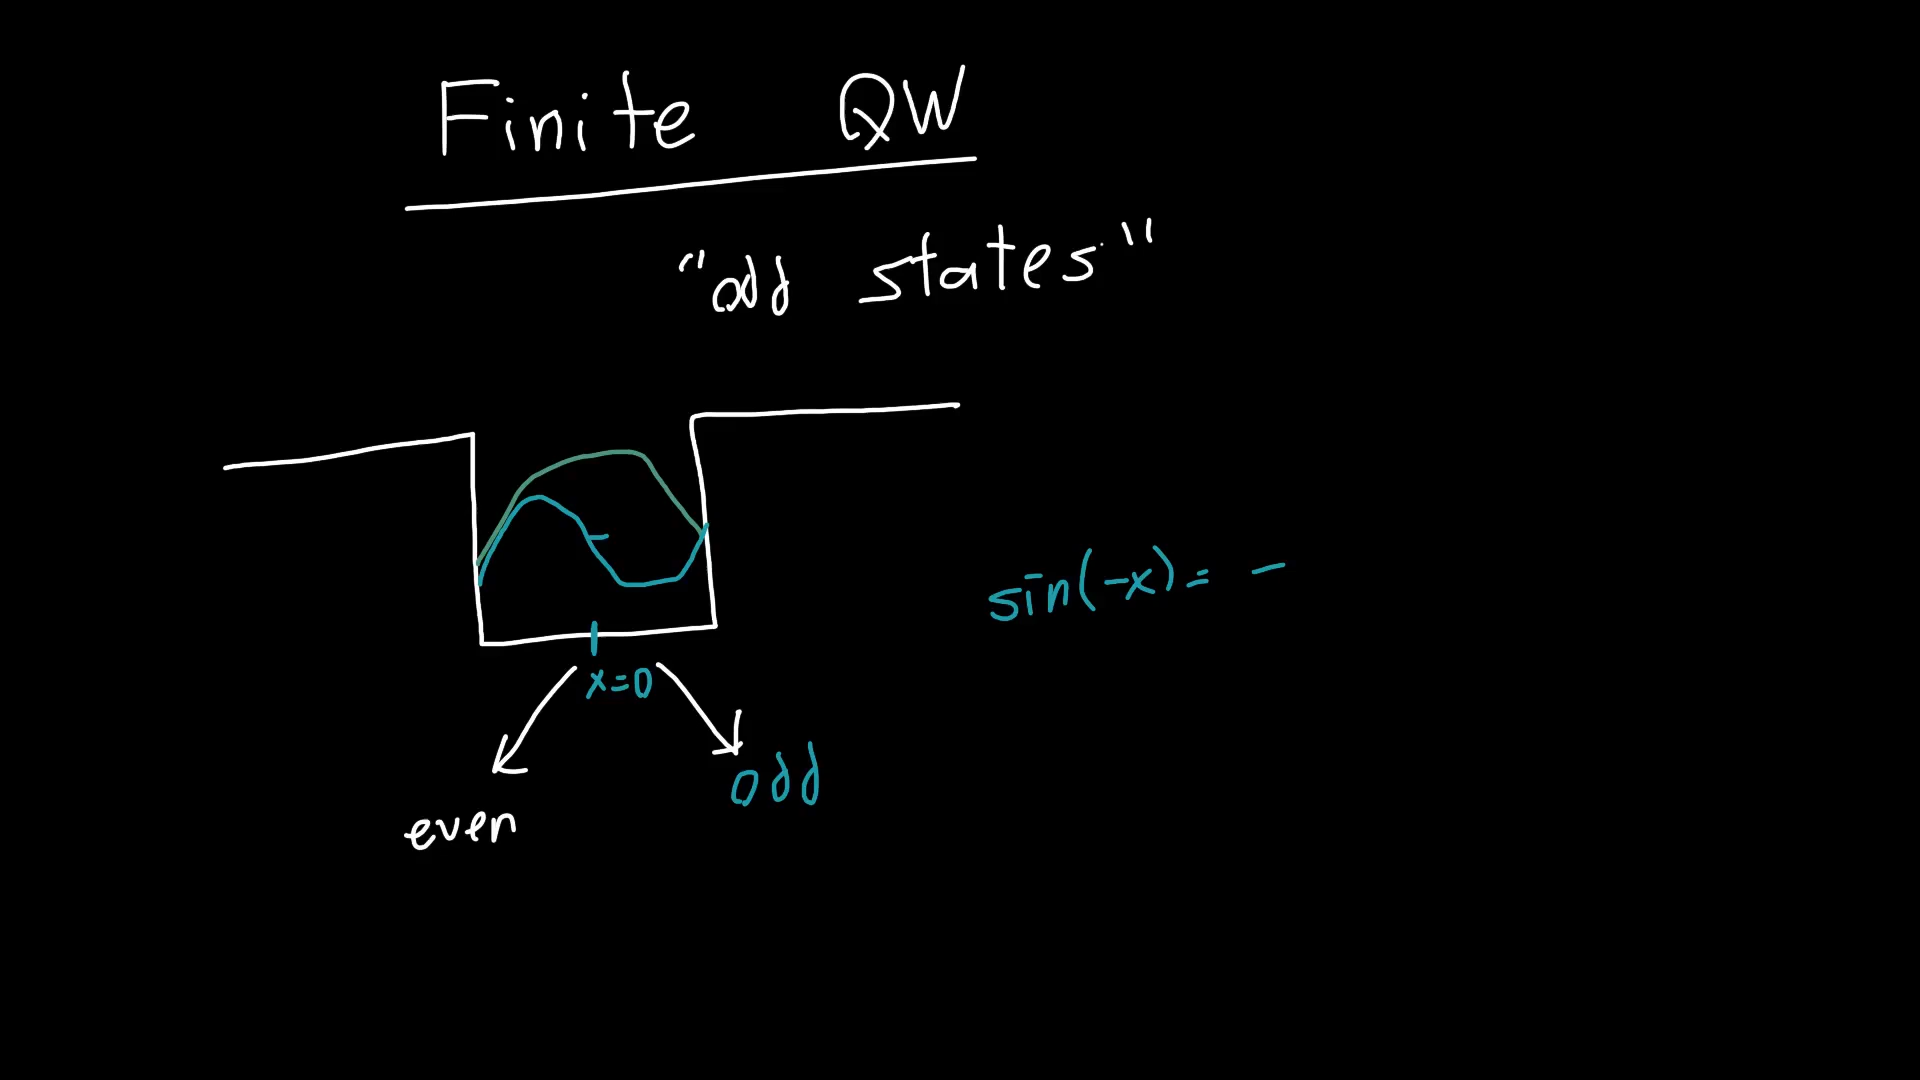 Finite QW
"odd states"
sin(-x)= -
x=0
odd
even